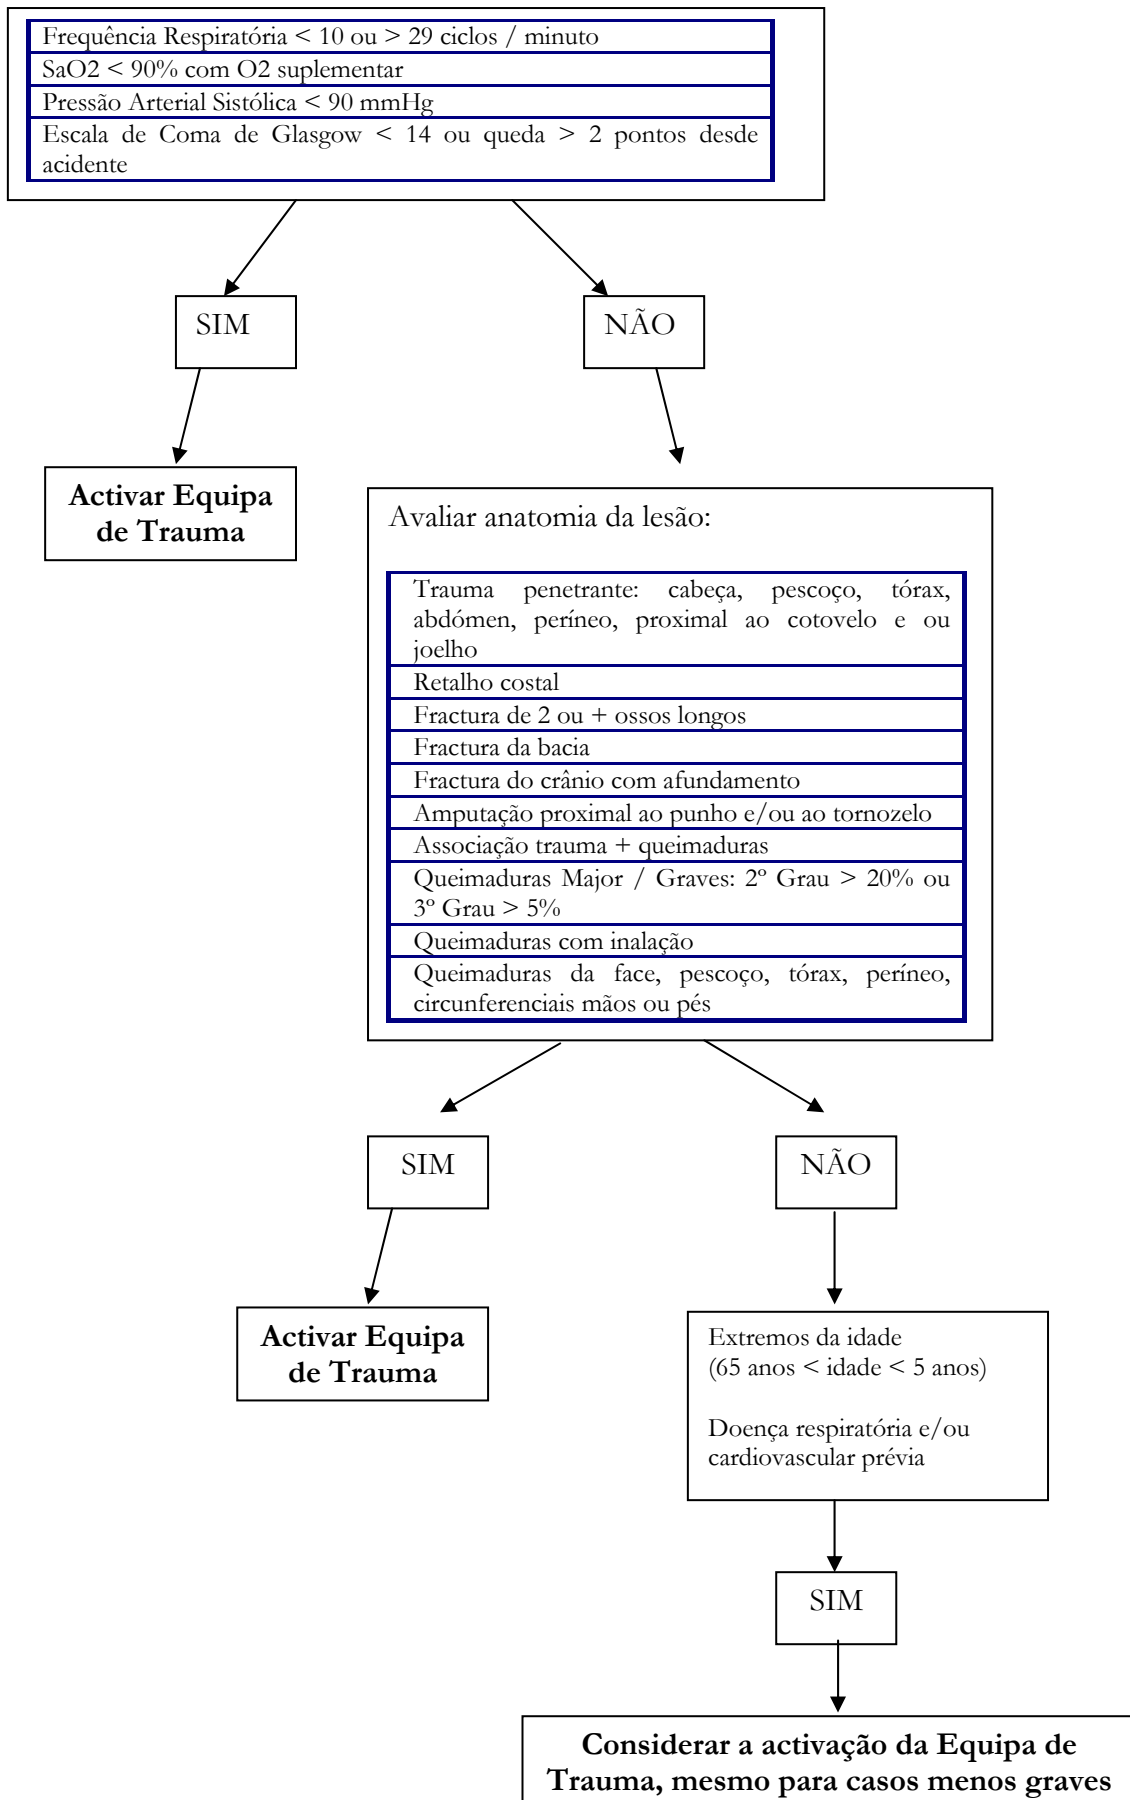 Frequência Respiratória < 10 ou > 29 ciclos / minuto
SaO2 < 90% com O2 suplementar
Pressão Arterial Sistólica < 90 mmHg
Escala de Coma de Glasgow < 14 ou queda > 2 pontos desde
acidente
SIM
NÃO
Activar Equipa
de Trauma
Avaliar anatomia da lesão:
Trauma penetrante: cabeça, pescoço, tórax,
abdómen, períneo, proximal ao cotovelo e ou
joelho
Retalho costal
Fractura de 2 ou + ossos longos
Fractura da bacia
Fractura do crânio com afundamento
Amputação proximal ao punho e/ou ao tornozelo
Associação trauma + queimaduras
Queimaduras Major / Graves: 2º Grau > 20% ou
3º Grau > 5%
Queimaduras com inalação
Queimaduras da face, pescoço, tórax, períneo,
circunferenciais mãos ou pés
SIM
NÃO
Activar Equipa
de Trauma
Extremos da idade
(65 anos < idade < 5 anos)
Doença respiratória e/ou
cardiovascular prévia
SIM
Considerar a activação da Equipa de
Trauma, mesmo para casos menos graves